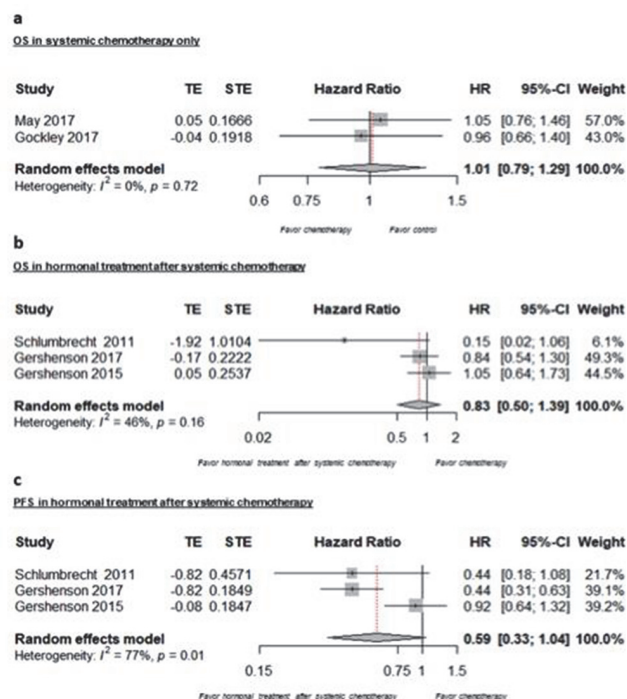 a
OS in systemic chemotherapy only
Study TE STE Hazard Ratio HR 95%-CI Weight
May 2017 0.05 0.1666 1.05 [0.76; 1.46] 57.0%
Gockley 2017 -0.04 0.1918 0.96 [0.66; 1.40] 43.0%
Random effects model 1.01 [0.79; 1.29] 100.0%
Heterogeneity: I² = 0%, p = 0.72
0.6 0.75 1 1.5
Favor chemotherapy Favor control
b
OS in hormonal treatment after systemic chemotherapy
Study TE STE Hazard Ratio HR 95%-CI Weight
Schlumbrecht 2011 -1.92 1.0104 0.15 [0.02; 1.06] 6.1%
Gershenson 2017 -0.17 0.2222 0.84 [0.54; 1.30] 49.3%
Gershenson 2015 0.05 0.2537 1.05 [0.64; 1.73] 44.5%
Random effects model 0.83 [0.50; 1.39] 100.0%
Heterogeneity: I² = 46%, p = 0.16
0.02 0.5 1 2
Favor hormonal treatment after systemic chemotherapy Favor chemotherapy
c
PFS in hormonal treatment after systemic chemotherapy
Study TE STE Hazard Ratio HR 95%-CI Weight
Schlumbrecht 2011 -0.82 0.4571 0.44 [0.18; 1.08] 21.7%
Gershenson 2017 -0.82 0.1849 0.44 [0.31; 0.63] 39.1%
Gershenson 2015 -0.08 0.1847 0.92 [0.64; 1.32] 39.2%
Random effects model 0.59 [0.33; 1.04] 100.0%
Heterogeneity: I² = 77%, p = 0.01
0.15 0.75 1 1.5
Favor hormonal treatment after systemic chemotherapy Favor chemotherapy